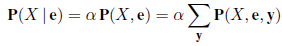 P(X | e) = α P(X, e) = α ∑_y P(X, e, y)